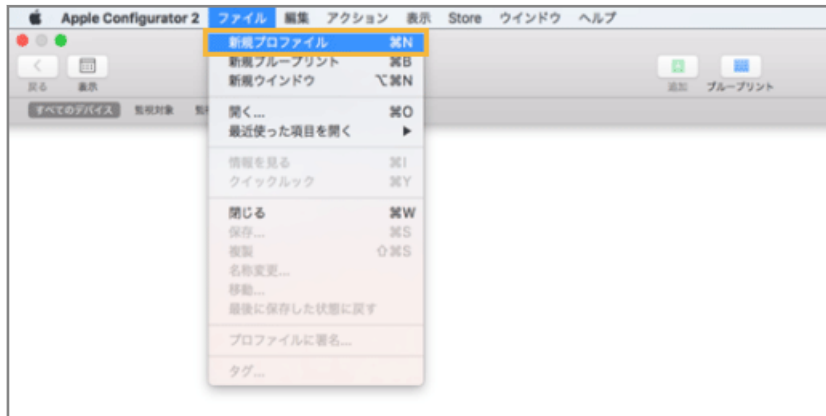 Apple Configurator 2 ファイル 編集 アクション 表示 Store ウインドウ ヘルプ
新規プロファイル ⌘N
新規ブループリント ⌘B
新規ウインドウ ⌥⌘N
戻る 表示 追加 ブループリント
すべてのデバイス 監視対象
開く... ⌘O
最近使った項目を開く ▶
情報を見る ⌘I
クイックルック ⌘Y
閉じる ⌘W
保存... ⌘S
複製 ⇧⌘S
名称変更...
移動...
最後に保存した状態に戻す
プロファイルに署名...
タグ...